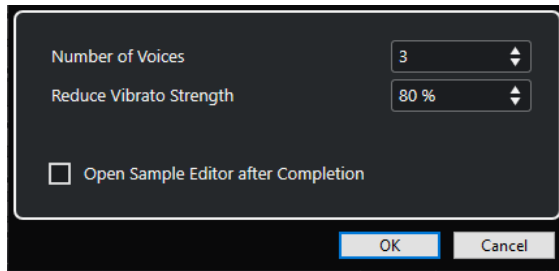 Number of Voices 3
Reduce Vibrato Strength 80 %
Open Sample Editor after Completion
OK Cancel